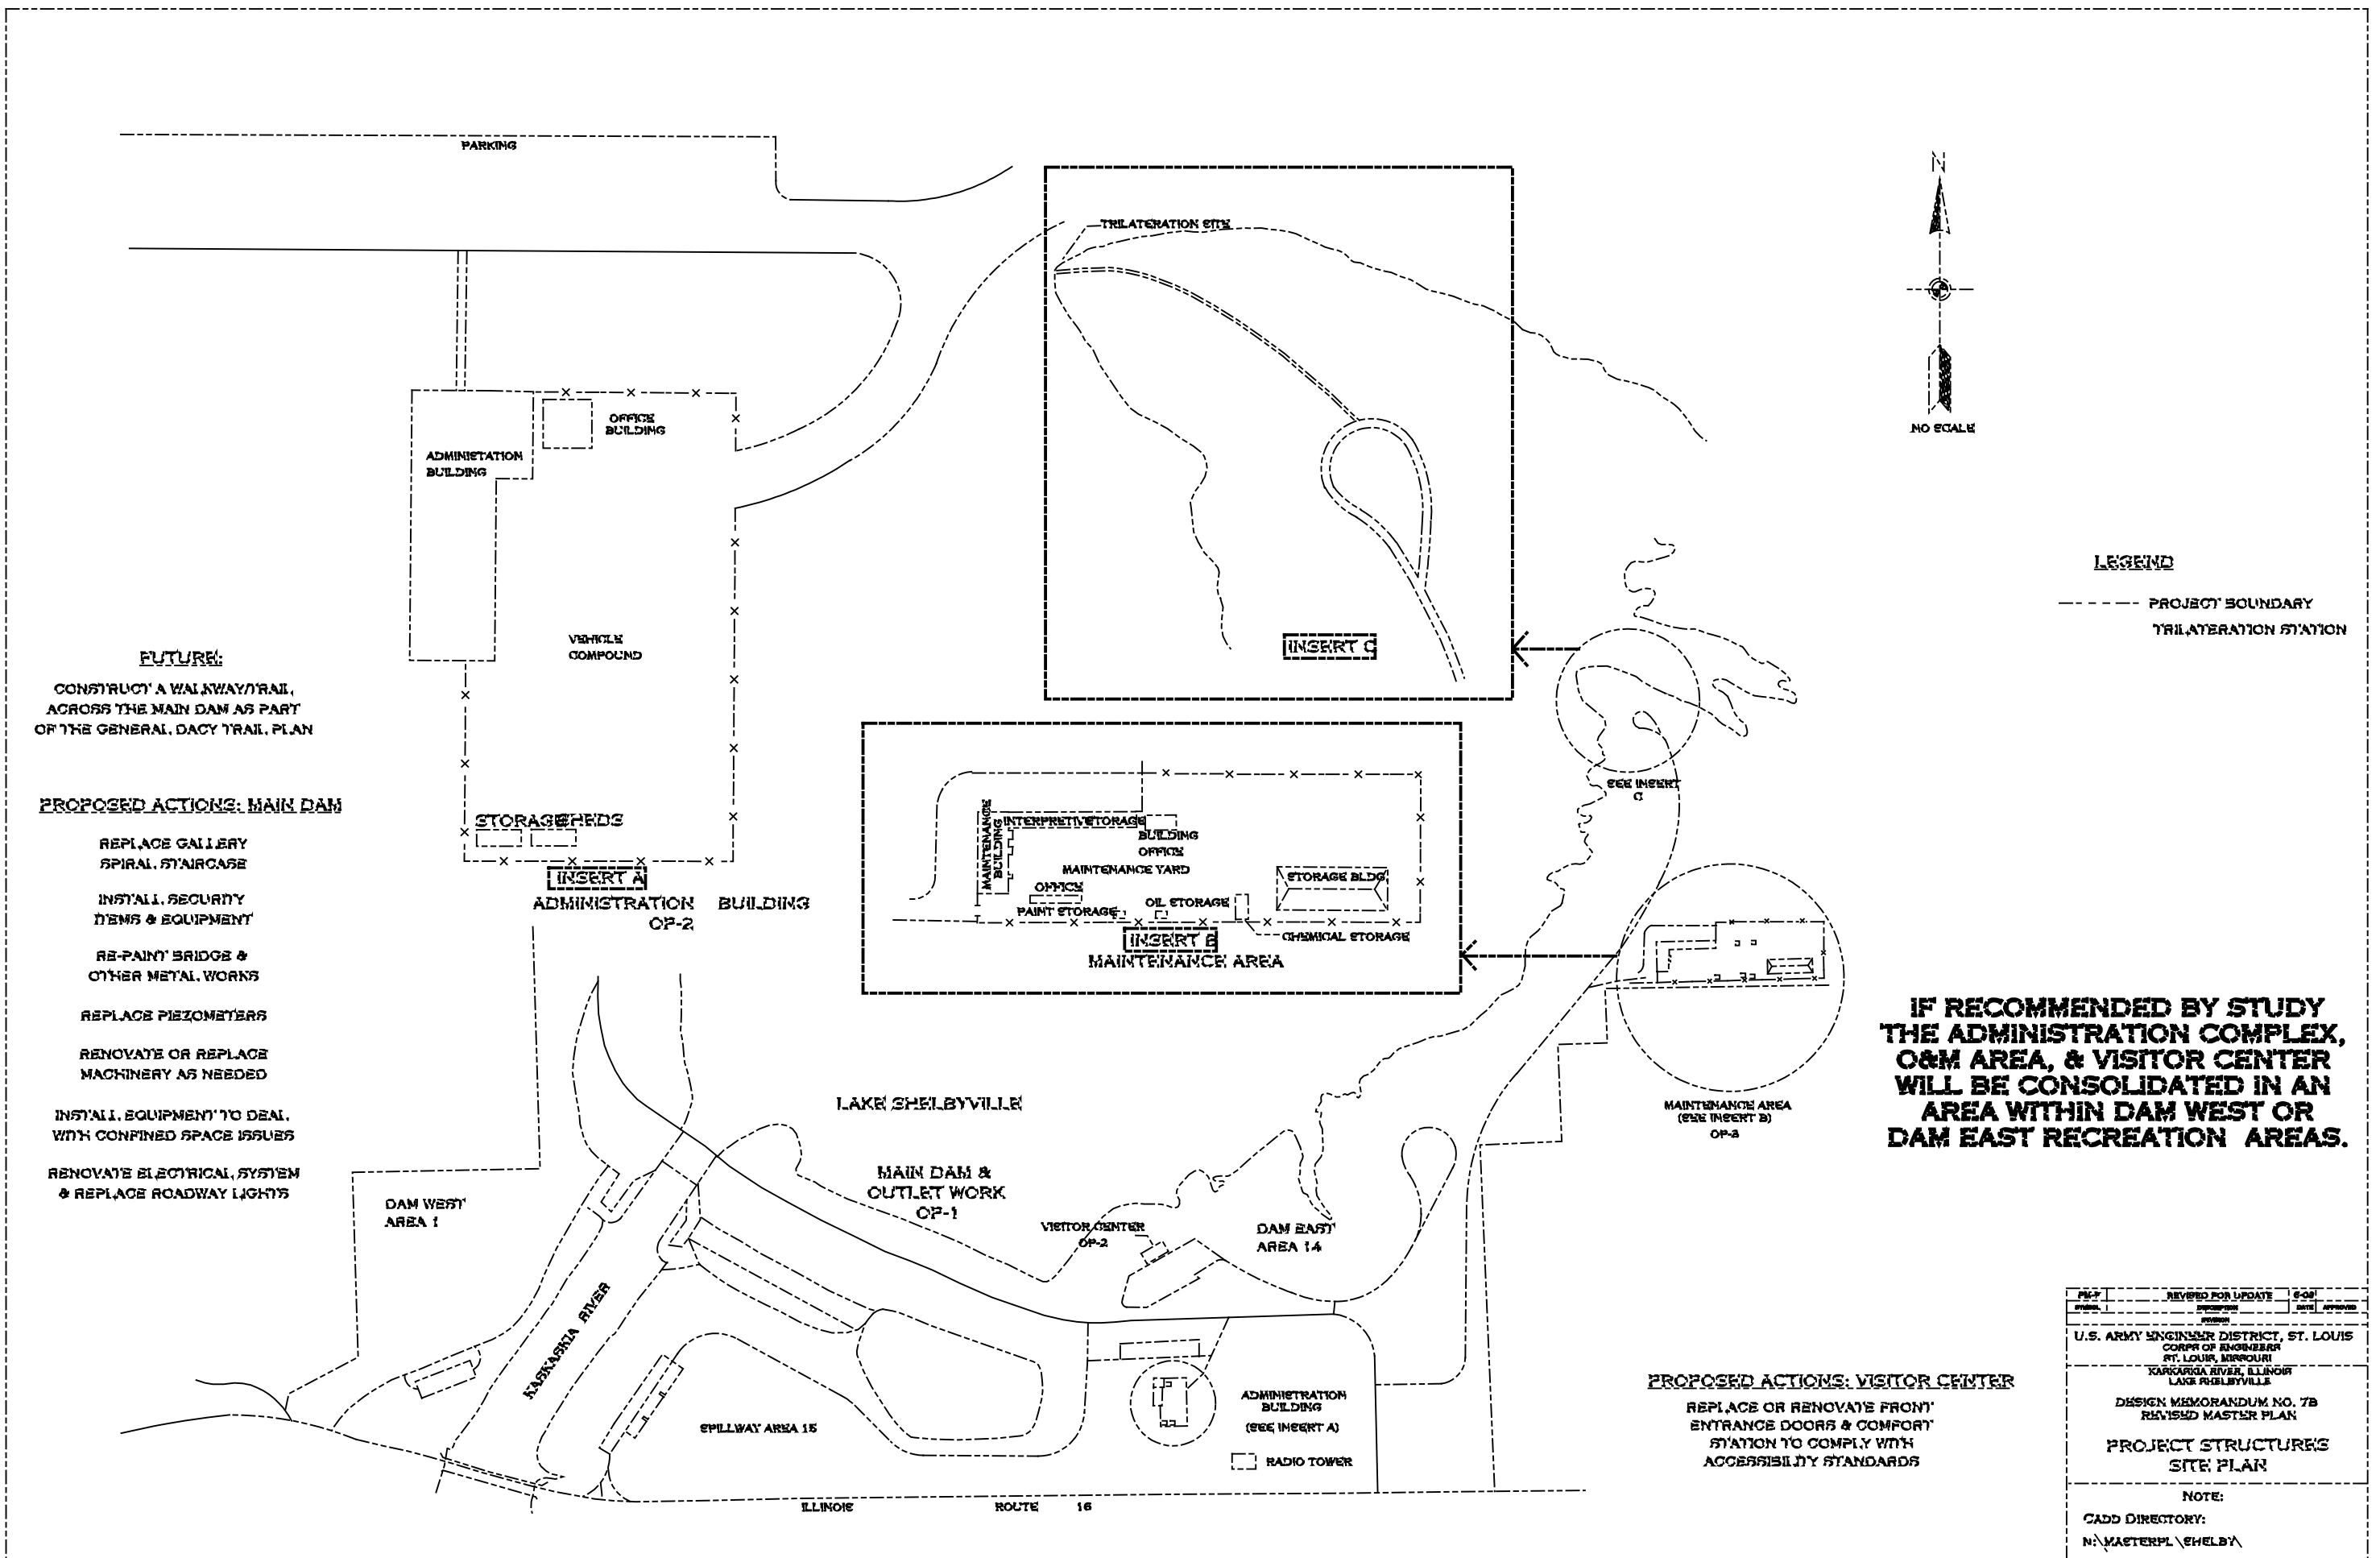 PARKING
TRILATERATION SITE
N
NO SCALE
OFFICE
BUILDING
ADMINISTATION
BUILDING
VEHICLE
COMPOUND
STORAGE SHEDS
INSERT A
ADMINISTRATION BUILDING
OP-2
INSERT C
LEGEND
PROJECT BOUNDARY
TRILATERATION STATION
FUTURE:
CONSTRUCT A WALKWAY/TRAIL
ACROSS THE MAIN DAM AS PART
OF THE GENERAL DACY TRAIL PLAN
PROPOSED ACTIONS: MAIN DAM
REPLACE GALLERY
SPIRAL STAIRCASE
INSTALL SECURITY
ITEMS & EQUIPMENT
RE-PAINT BRIDGE &
OTHER METAL WORKS
REPLACE PIEZOMETERS
RENOVATE OR REPLACE
MACHINERY AS NEEDED
INSTALL EQUIPMENT TO DEAL
WITH CONFINED SPACE ISSUES
RENOVATE ELECTRICAL SYSTEM
& REPLACE ROADWAY LIGHTS
MAINTENANCE
BUILDING
INTERPRETIVE STORAGE
BUILDING
OFFICE
MAINTENANCE YARD
OFFICE
STORAGE BLDG.
PAINT STORAGE
OIL STORAGE
CHEMICAL STORAGE
INSERT B
MAINTENANCE AREA
SEE INSERT
C
MAINTENANCE AREA
(SEE INSERT B)
OP-3
IF RECOMMENDED BY STUDY
THE ADMINISTRATION COMPLEX,
O&M AREA, & VISITOR CENTER
WILL BE CONSOLIDATED IN AN
AREA WITHIN DAM WEST OR
DAM EAST RECREATION AREAS.
LAKE SHELBYVILLE
MAIN DAM &
OUTLET WORK
OP-1
DAM WEST
AREA 1
VISITOR CENTER
OP-2
DAM EAST
AREA 14
KASKASKIA RIVER
SPILLWAY AREA 15
ADMINISTRATION
BUILDING
(SEE INSERT A)
RADIO TOWER
ILLINOIS ROUTE 16
PROPOSED ACTIONS: VISITOR CENTER
REPLACE OR RENOVATE FRONT
ENTRANCE DOORS & COMFORT
STATION TO COMPLY WITH
ACCESSIBILITY STANDARDS
REVISED FOR UPDATE
SYMBOL DESCRIPTION DATE APPROVED
REVISION
U.S. ARMY ENGINEER DISTRICT, ST. LOUIS
CORPS OF ENGINEERS
ST. LOUIS, MISSOURI
KASKASKIA RIVER, ILLINOIS
LAKE SHELBYVILLE
DESIGN MEMORANDUM NO. 7B
REVISED MASTER PLAN
PROJECT STRUCTURES
SITE PLAN
NOTE:
CADD DIRECTORY:
N:\MASTERPL\SHELBY\